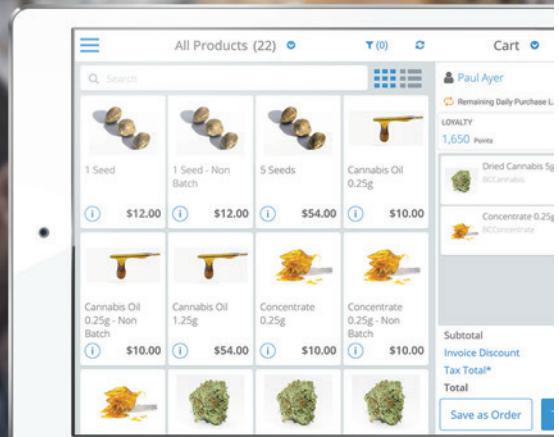 All Products (22)
(0)
Cart
Search
Paul Ayer
Remaining Daily Purchase L
LOYALTY
1,650 Points
1 Seed
$12.00
1 Seed - Non
Batch
$12.00
5 Seeds
$54.00
Cannabis Oil
0.25g
$10.00
Dried Cannabis 5g
BCCannabis
Concentrate 0.25g
BCConcentrate
Cannabis Oil
0.25g - Non
Batch
$10.00
Cannabis Oil
1.25g
$54.00
Concentrate
0.25g
$10.00
Concentrate
0.25g - Non
Batch
$10.00
Subtotal
Invoice Discount
Tax Total*
Total
Save as Order